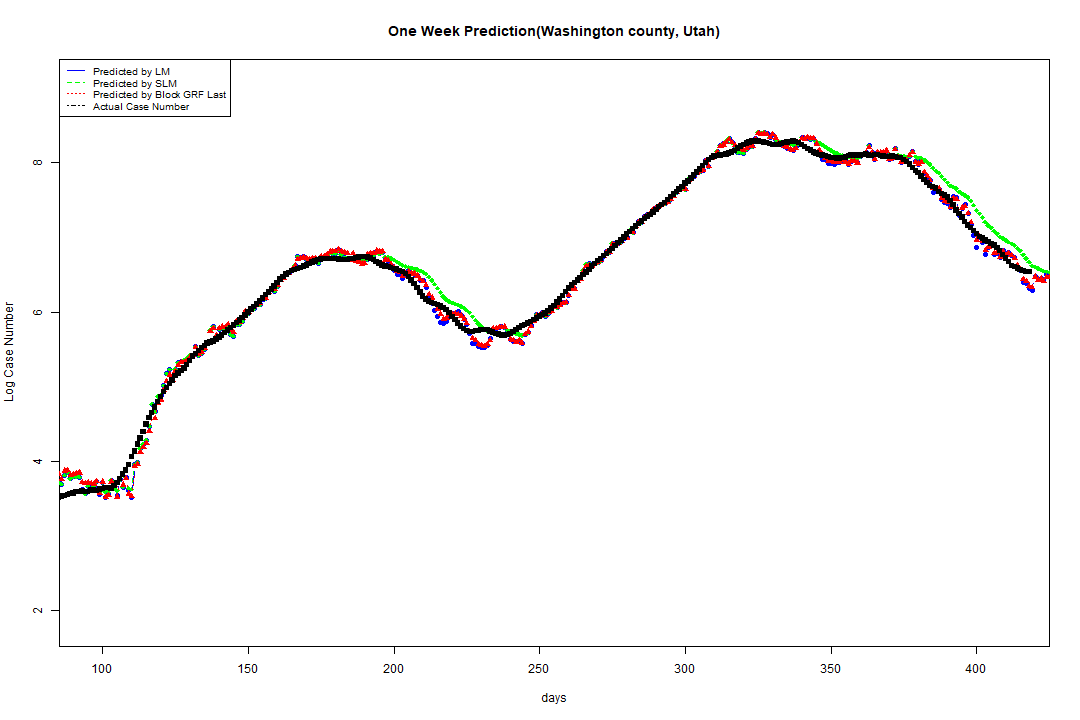 One Week Prediction(Washington county, Utah)
Predicted by LM
Predicted by SLM
Predicted by Block GRF Last
Actual Case Number
8
6
4
2
Log Case Number
100 150 200 250 300 350 400
days